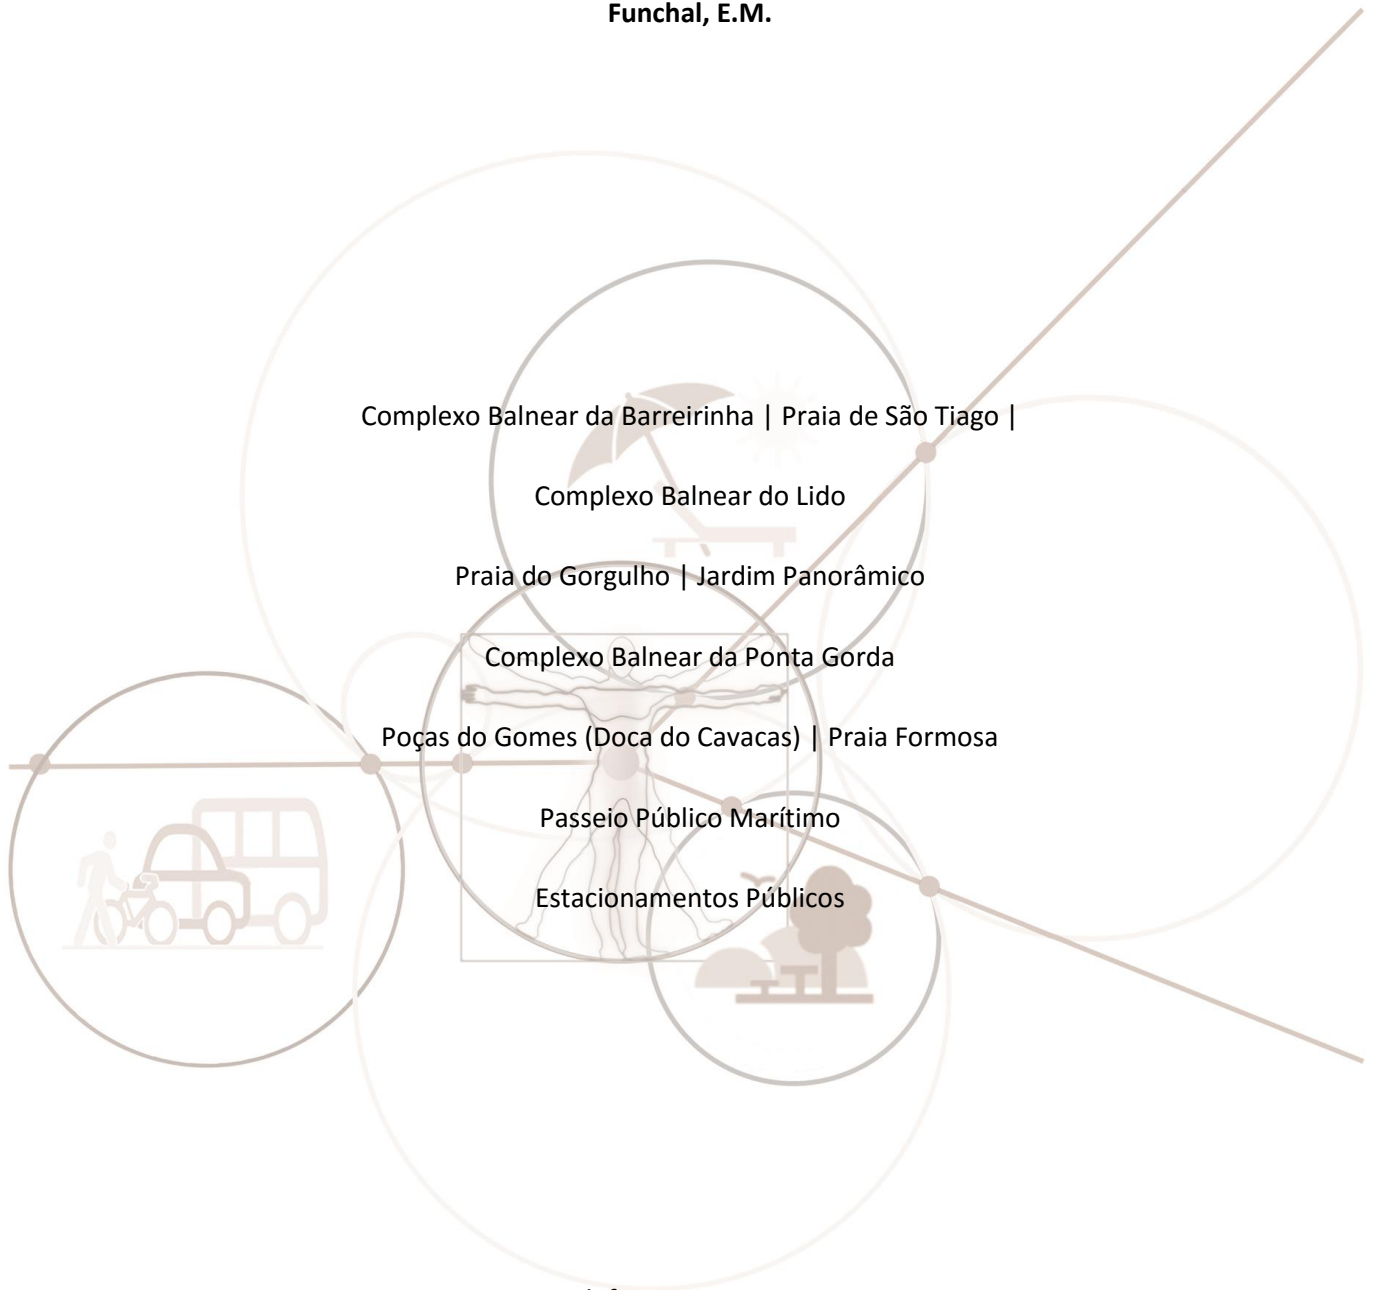 Funchal, E.M.
Complexo Balnear da Barreirinha | Praia de São Tiago |
Complexo Balnear do Lido
Praia do Gorgulho | Jardim Panorâmico
Complexo Balnear da Ponta Gorda
Poças do Gomes (Doca do Cavacas) | Praia Formosa
Passeio Público Marítimo
Estacionamentos Públicos